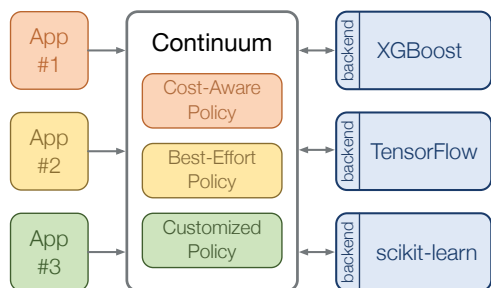 App
#1
App
#2
App
#3
Continuum
Cost-Aware
Policy
Best-Effort
Policy
Customized
Policy
backend
XGBoost
backend
TensorFlow
backend
scikit-learn